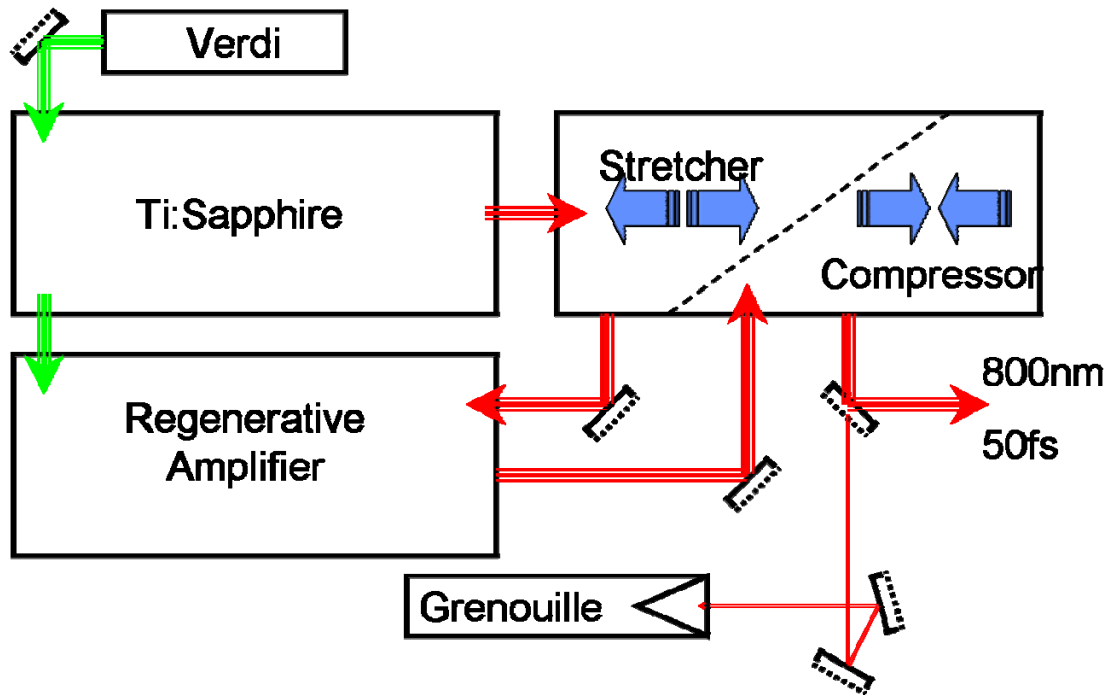 Verdi
Ti:Sapphire
Stretcher
Compressor
Regenerative
Amplifier
800nm
50fs
Grenouille